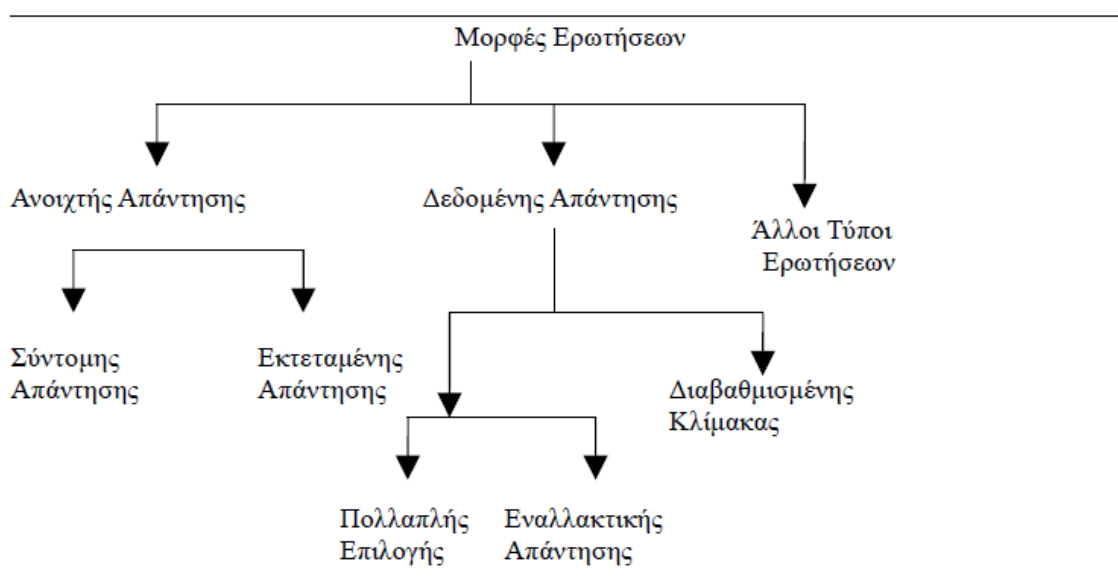 Μορφές Ερωτήσεων
Ανοιχτής Απάντησης
Δεδομένης Απάντησης
Άλλοι Τύποι
Ερωτήσεων
Σύντομης
Απάντησης
Εκτεταμένης
Απάντησης
Διαβαθμισμένης
Κλίμακας
Πολλαπλής
Επιλογής
Εναλλακτικής
Απάντησης